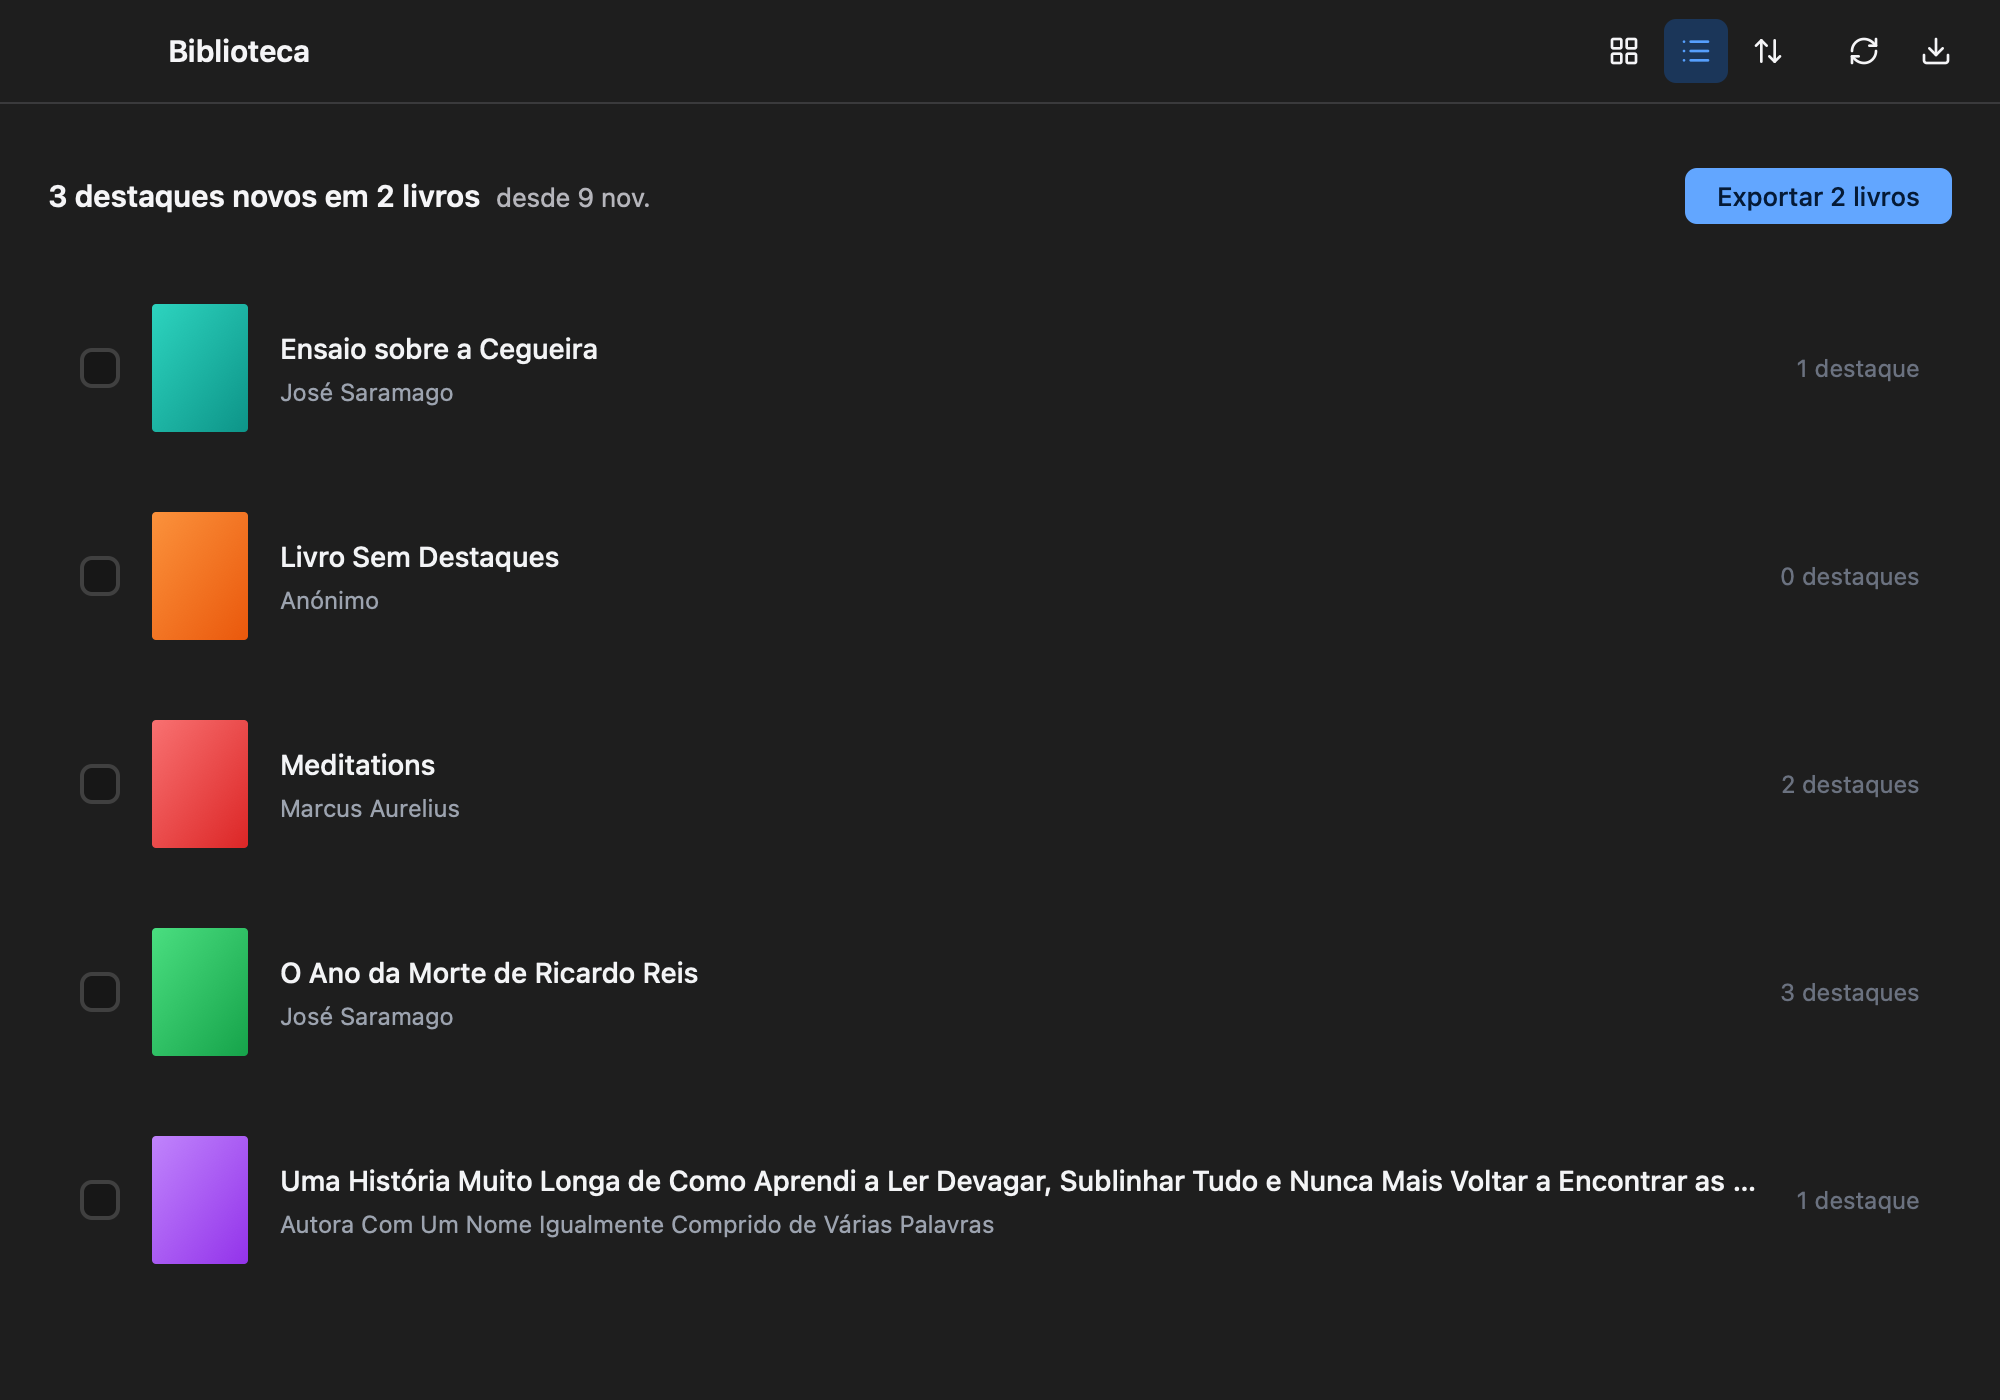 Biblioteca
3 destaques novos em 2 livros desde 9 nov.
Exportar 2 livros
Ensaio sobre a Cegueira
José Saramago
1 destaque
Livro Sem Destaques
Anónimo
0 destaques
Meditations
Marcus Aurelius
2 destaques
O Ano da Morte de Ricardo Reis
José Saramago
3 destaques
Uma História Muito Longa de Como Aprendi a Ler Devagar, Sublinhar Tudo e Nunca Mais Voltar a Encontrar as ...
Autora Com Um Nome Igualmente Comprido de Várias Palavras
1 destaque